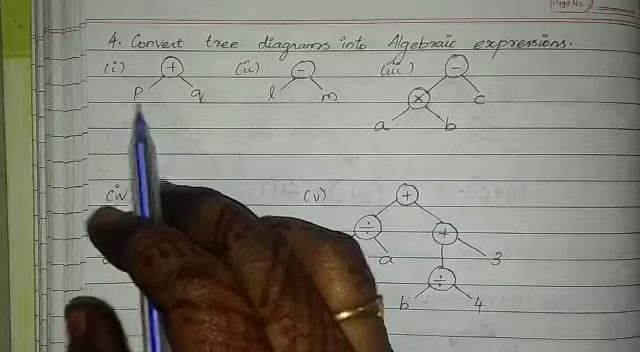 Page No.
4. Convert tree diagrams into Algebraic expressions.
(i) + (ii) - (iii) -
p q l m × c
a b
(iv (v) +
÷ +
a 3
÷
b 4